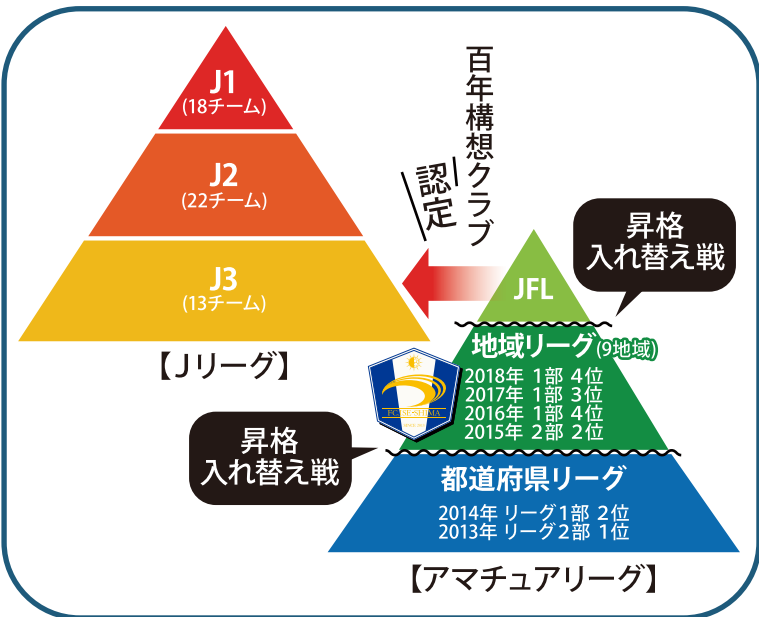 J1
(18チーム)
J2
(22チーム)
J3
(13チーム)
【Jリーグ】
百年構想クラブ
認定
昇格
入れ替え戦
JFL
地域リーグ(9地域)
2018年 1部 4位
2017年 1部 3位
2016年 1部 4位
2015年 2部 2位
FC.ISE-SHIMA
昇格
入れ替え戦
都道府県リーグ
2014年 リーグ1部 2位
2013年 リーグ2部 1位
【アマチュアリーグ】